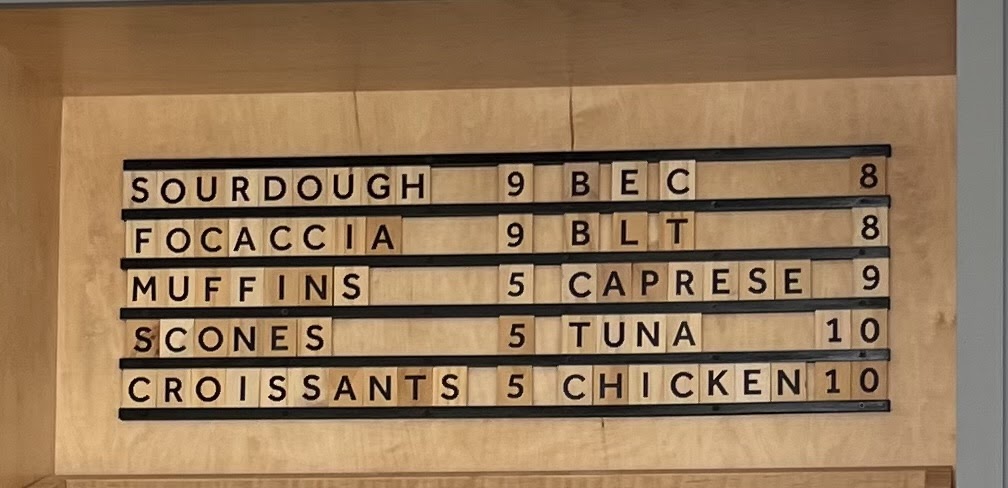 SOURDOUGH 9 BEC 8
FOCACCIA 9 BLT 8
MUFFINS 5 CAPRESE 9
SCONES 5 TUNA 10
CROISSANTS 5 CHICKEN 10